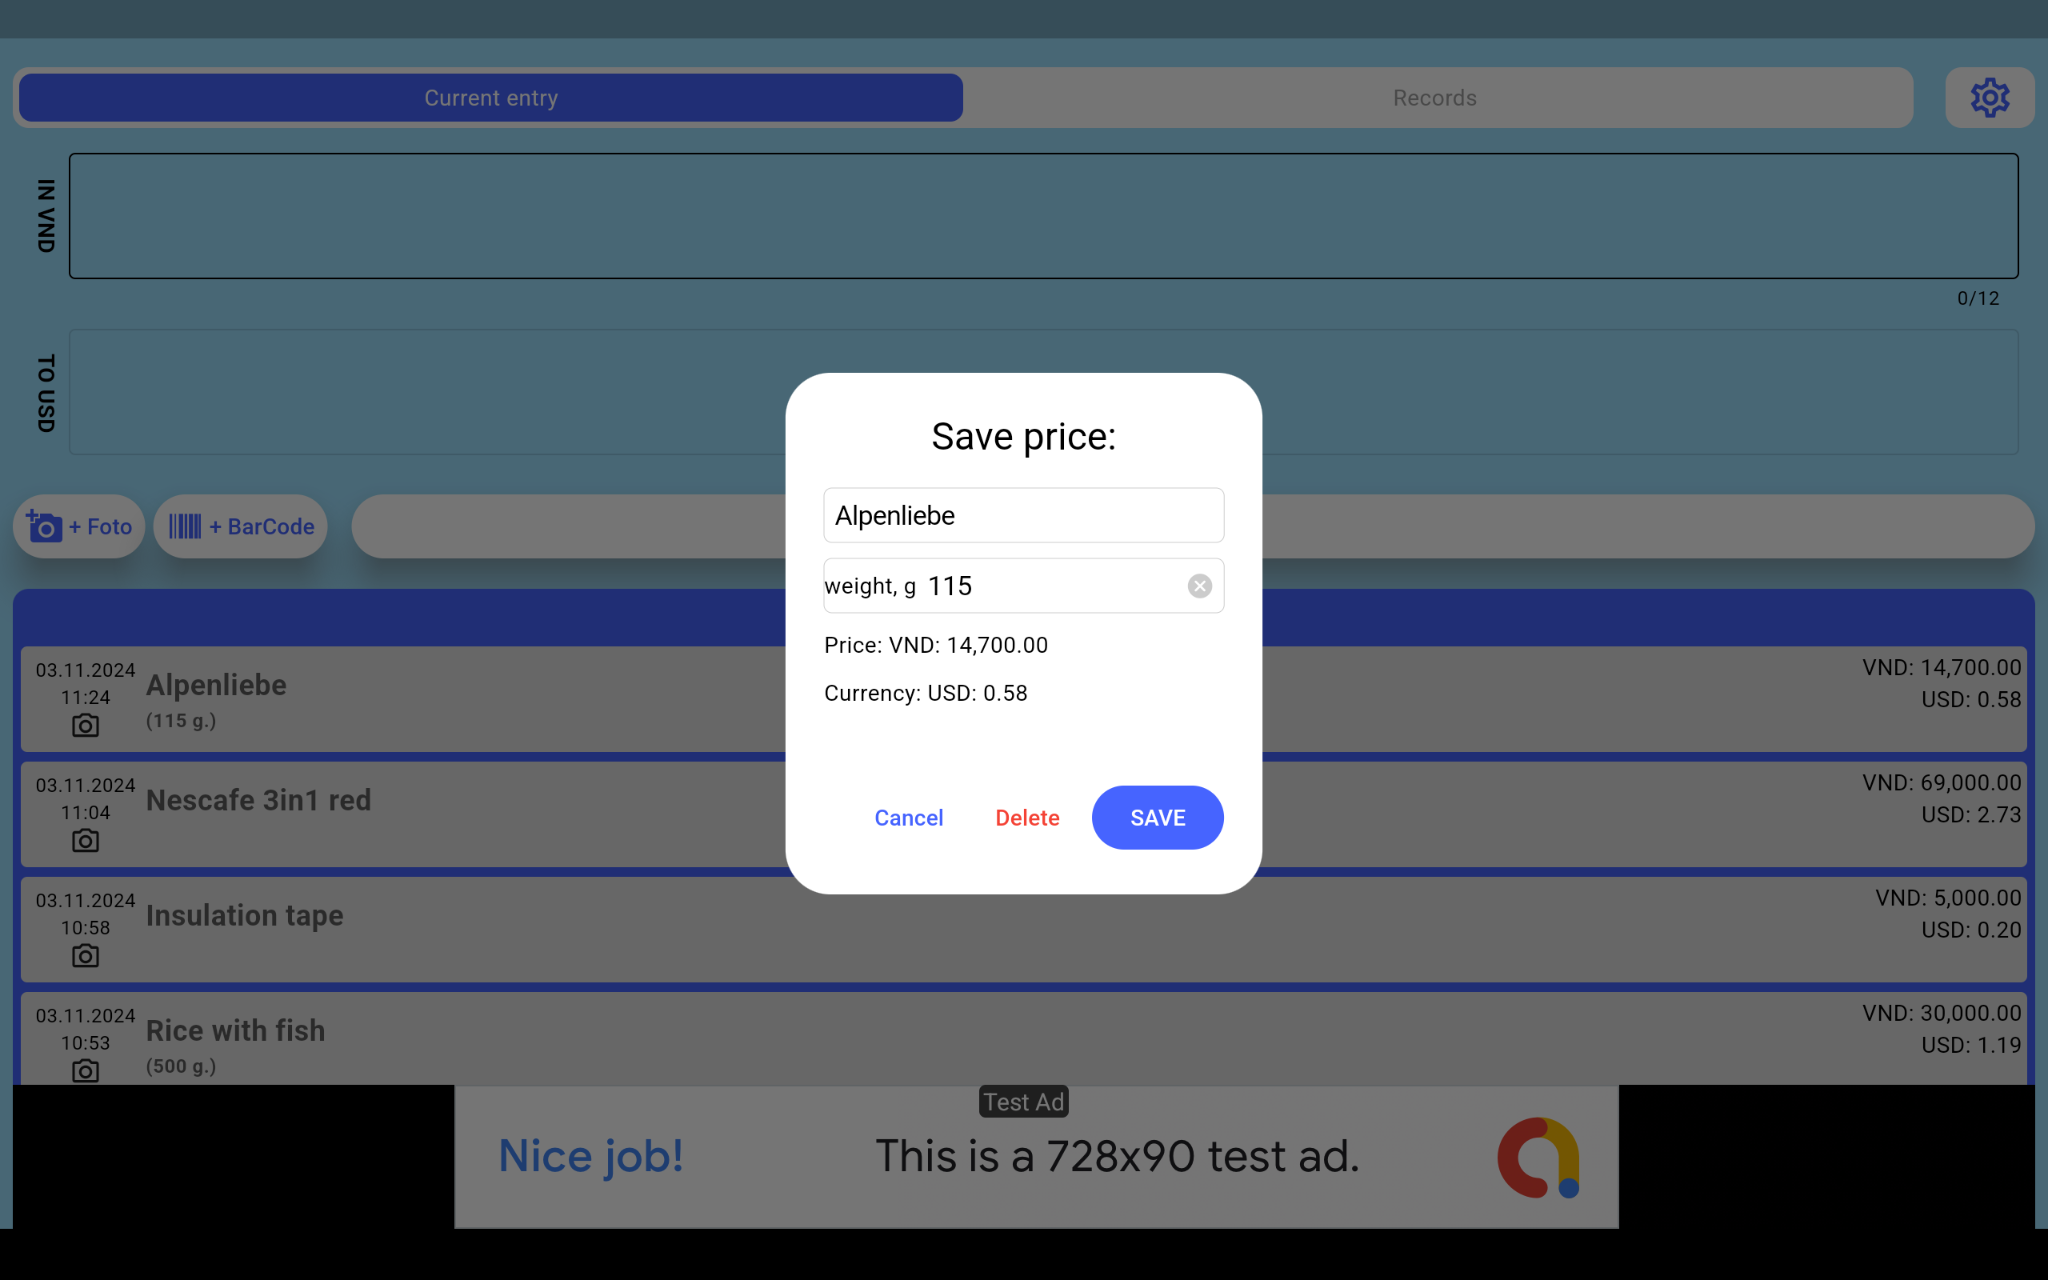 Current entry
Records
IN VND
0/12
TO USD
+ Foto
+ BarCode
Save price:
Alpenliebe
weight, g 115
Price: VND: 14,700.00
Currency: USD: 0.58
Cancel
Delete
SAVE
03.11.2024
11:24
Alpenliebe
(115 g.)
VND: 14,700.00
USD: 0.58
03.11.2024
11:04
Nescafe 3in1 red
VND: 69,000.00
USD: 2.73
03.11.2024
10:58
Insulation tape
VND: 5,000.00
USD: 0.20
03.11.2024
10:53
Rice with fish
(500 g.)
VND: 30,000.00
USD: 1.19
Test Ad
Nice job!
This is a 728x90 test ad.